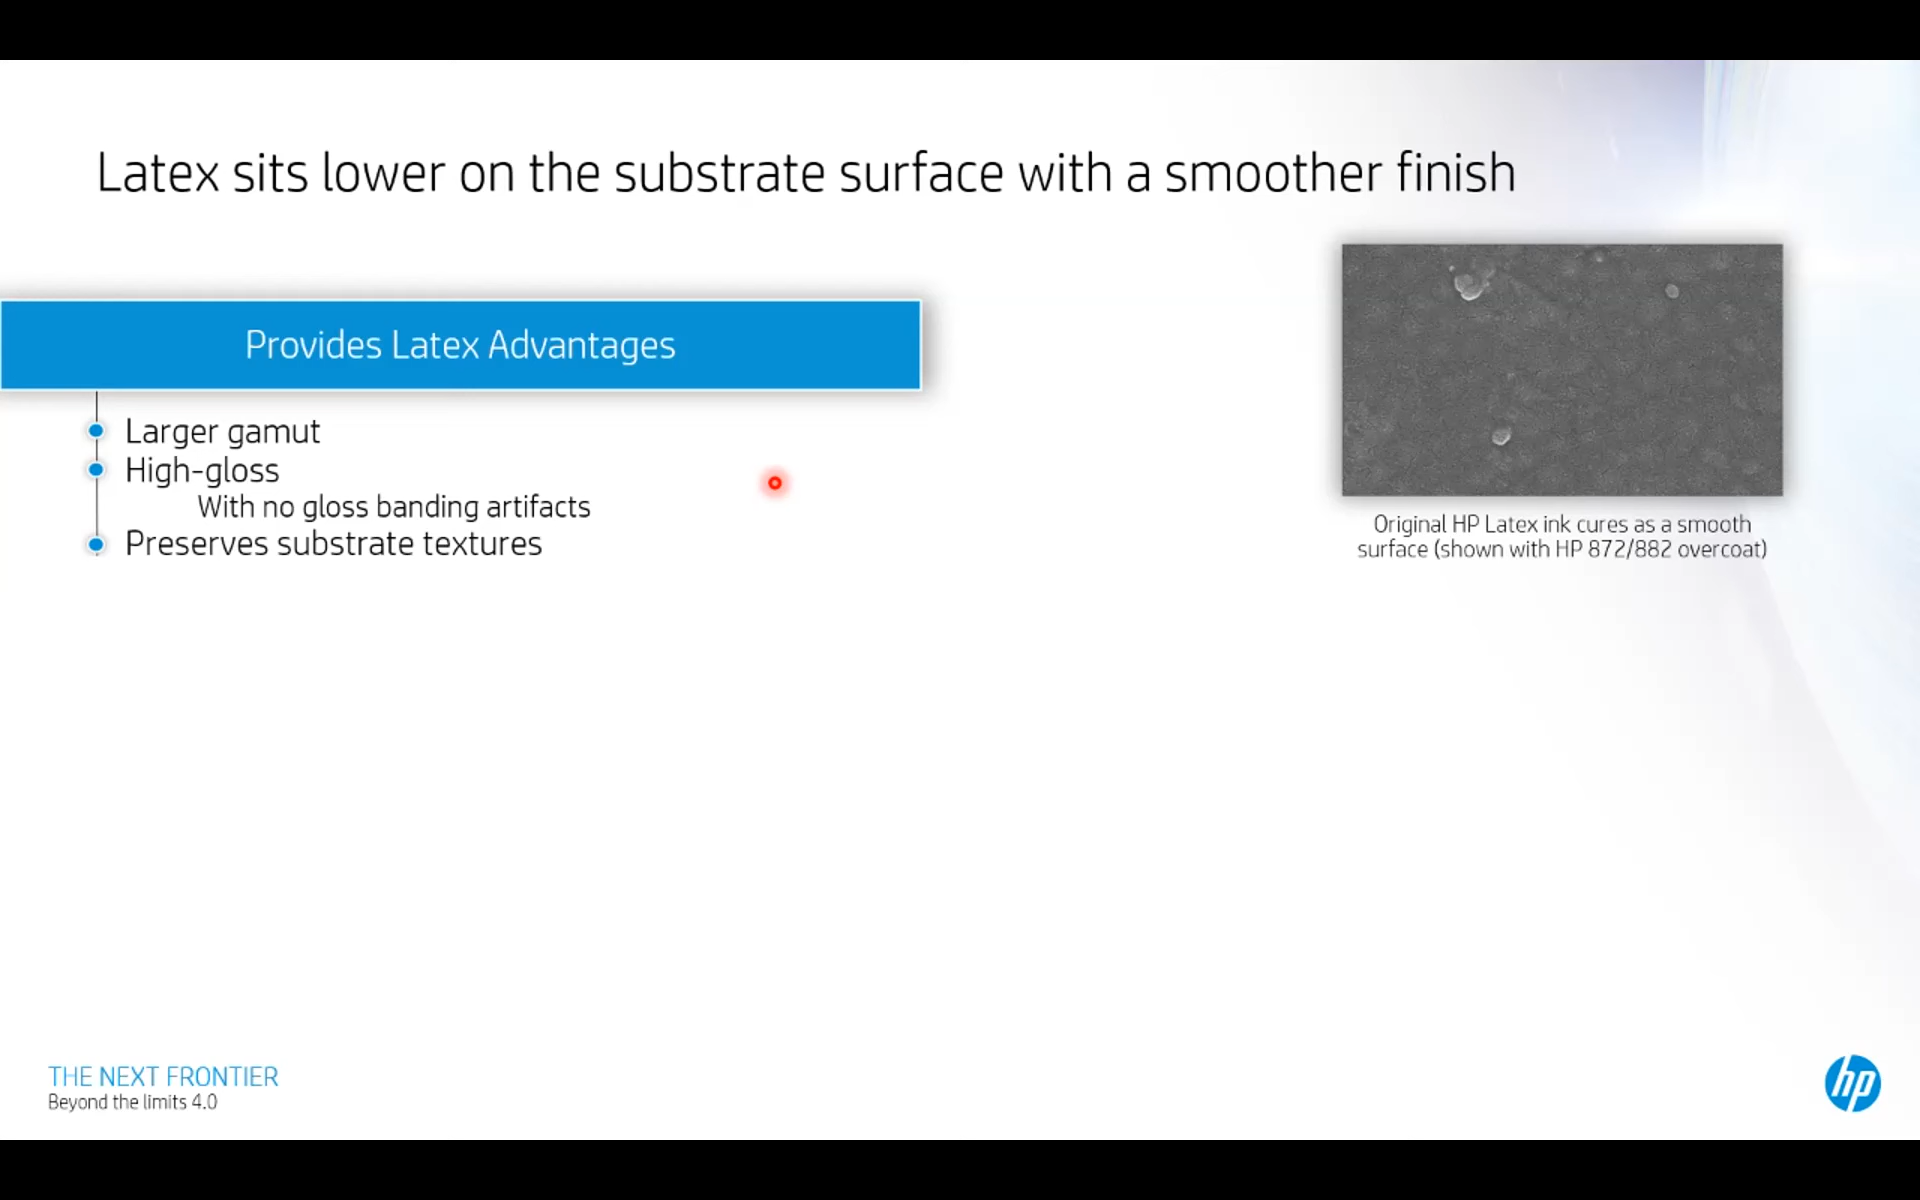 Latex sits lower on the substrate surface with a smoother finish
Provides Latex Advantages
Larger gamut
High-gloss
With no gloss banding artifacts
Preserves substrate textures
Original HP Latex ink cures as a smooth
surface (shown with HP 872/882 overcoat)
THE NEXT FRONTIER
Beyond the limits 4.0
hp